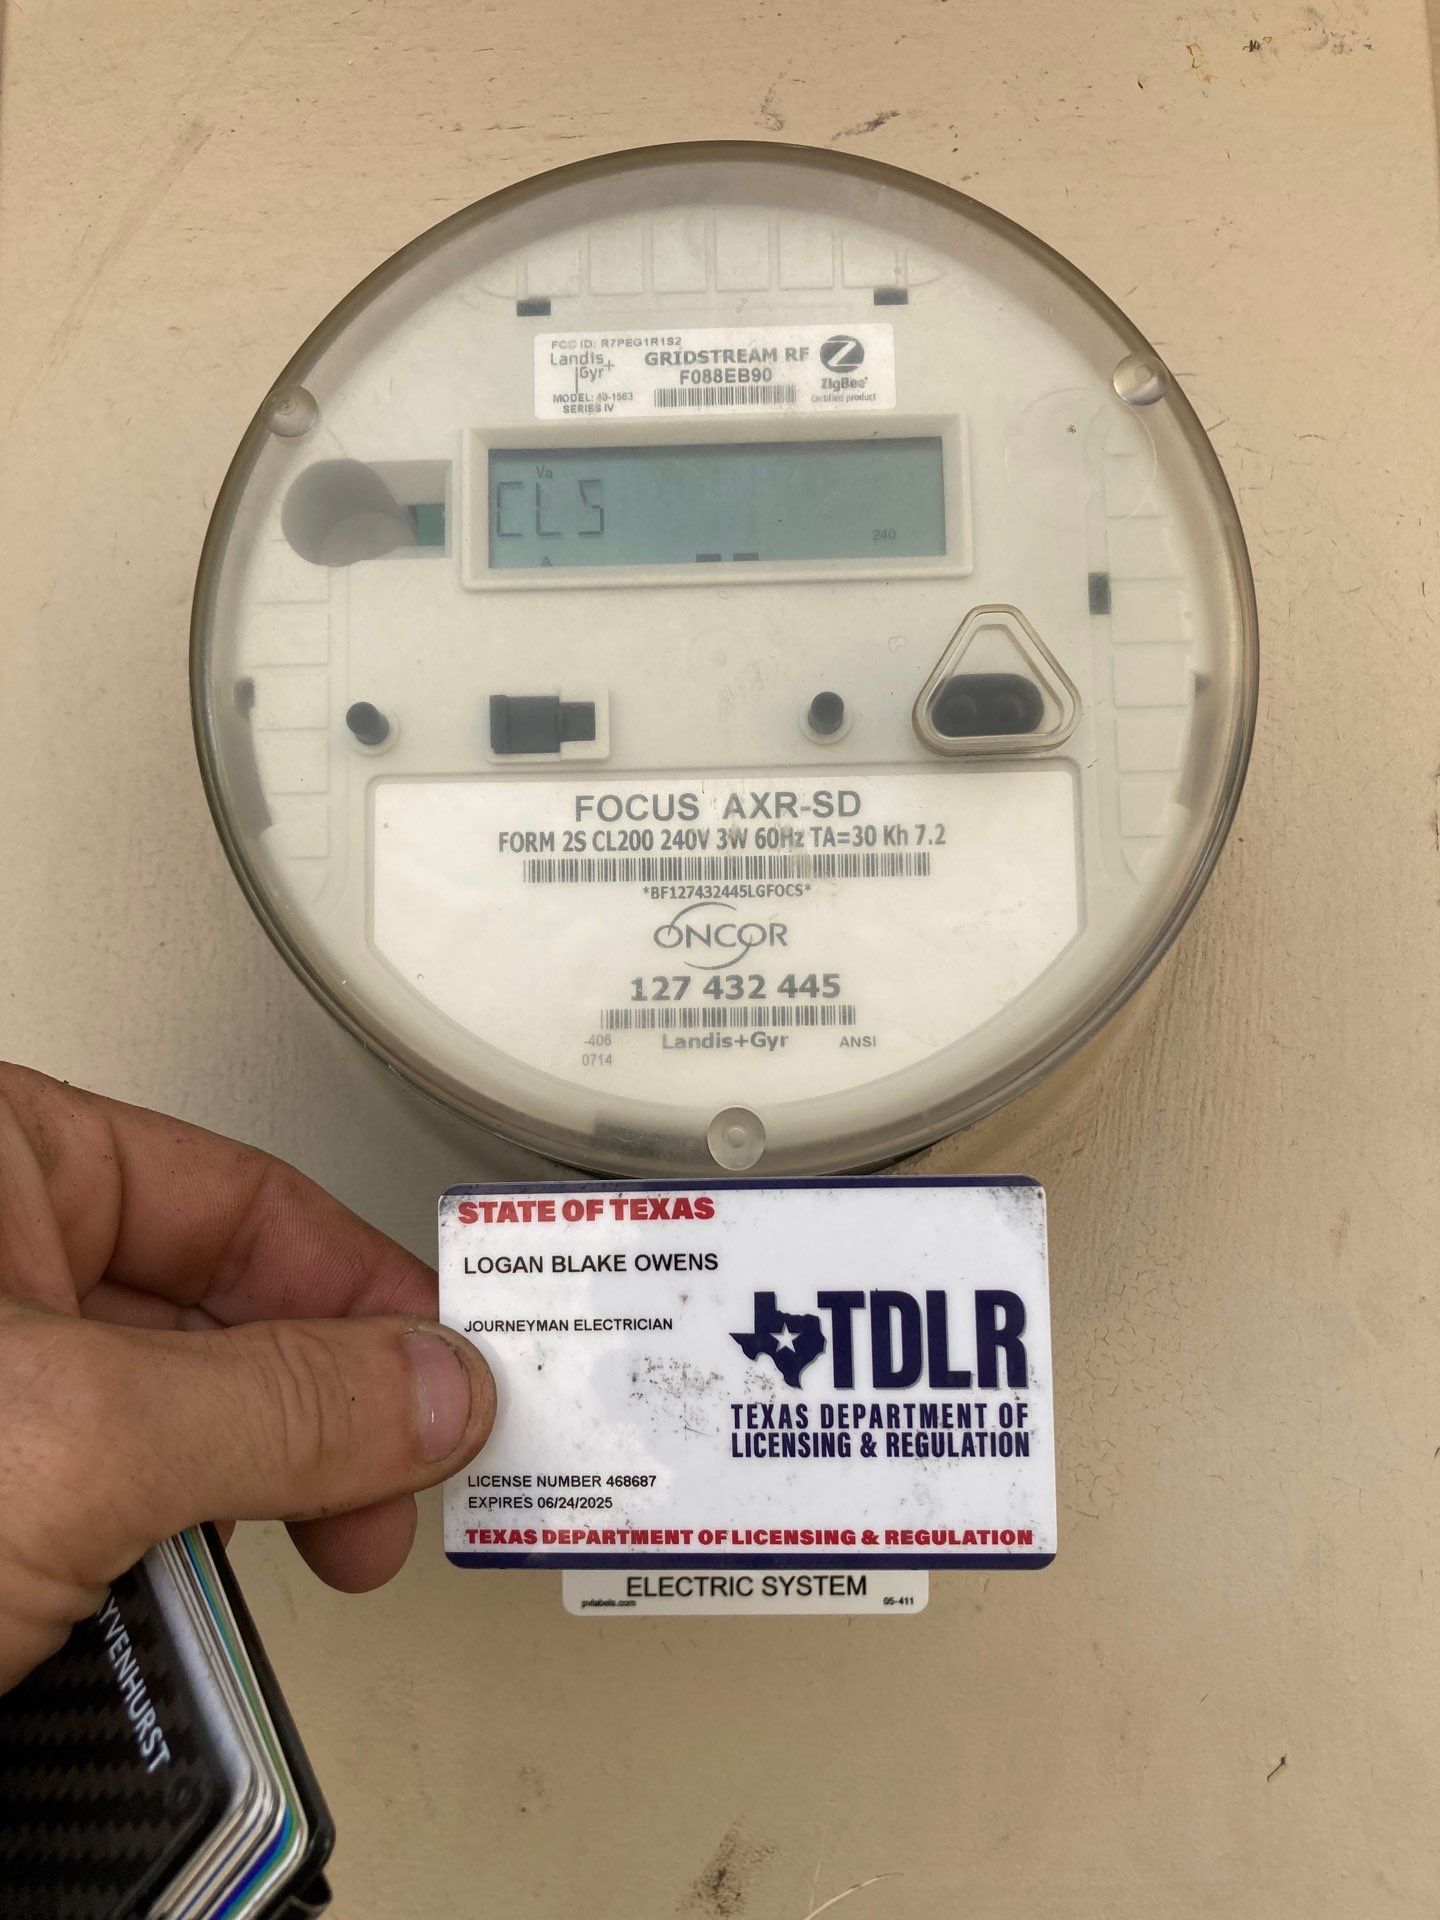 FCC ID: R7PEG1R1S2
Landis
Gyr+
GRIDSTREAM RF
F088EB90
MODEL: 40-1563
SERIES IV
Z
ZigBee®
Certified product
Va
CL5
A
240
FOCUS AXR-SD
FORM 2S CL200 240V 3W 60Hz TA=30 Kh 7.2
*BF127432445LGFOCS*
ONCOR
127 432 445
-406
Landis+Gyr
ANSI
0714
STATE OF TEXAS
LOGAN BLAKE OWENS
JOURNEYMAN ELECTRICIAN
TDLR
TEXAS DEPARTMENT OF
LICENSING & REGULATION
LICENSE NUMBER 468687
EXPIRES 06/24/2025
TEXAS DEPARTMENT OF LICENSING & REGULATION
ELECTRIC SYSTEM
pvlabels.com
05-411
YVENHURST